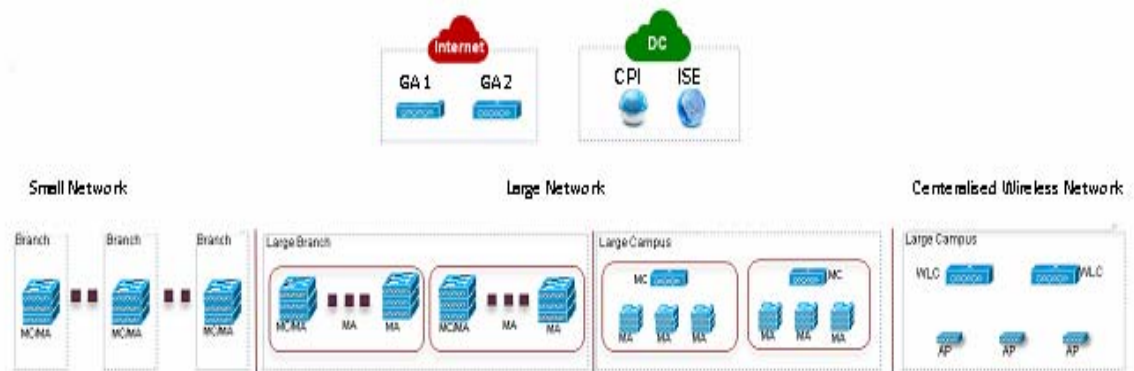 Internet
DC
GA 1 GA 2
CPI ISE
Small Network
Large Network
Centeralised Wireless Network
Branch
Branch
Branch
MC/MA
MC/MA
MC/MA
Large Branch
MC/MA
MA
MA
MC/MA
MA
MA
Large Campus
MC
MA MA MA
MC
MA MA MA
Large Campus
WLC
WLC
AP
AP
AP